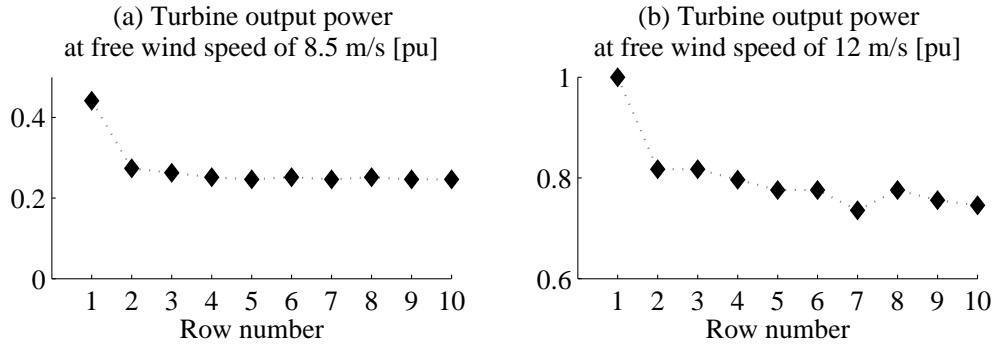 (a) Turbine output power
at free wind speed of 8.5 m/s [pu]
0.4
0.2
0
1 2 3 4 5 6 7 8 9 10
Row number
(b) Turbine output power
at free wind speed of 12 m/s [pu]
1
0.8
0.6
1 2 3 4 5 6 7 8 9 10
Row number